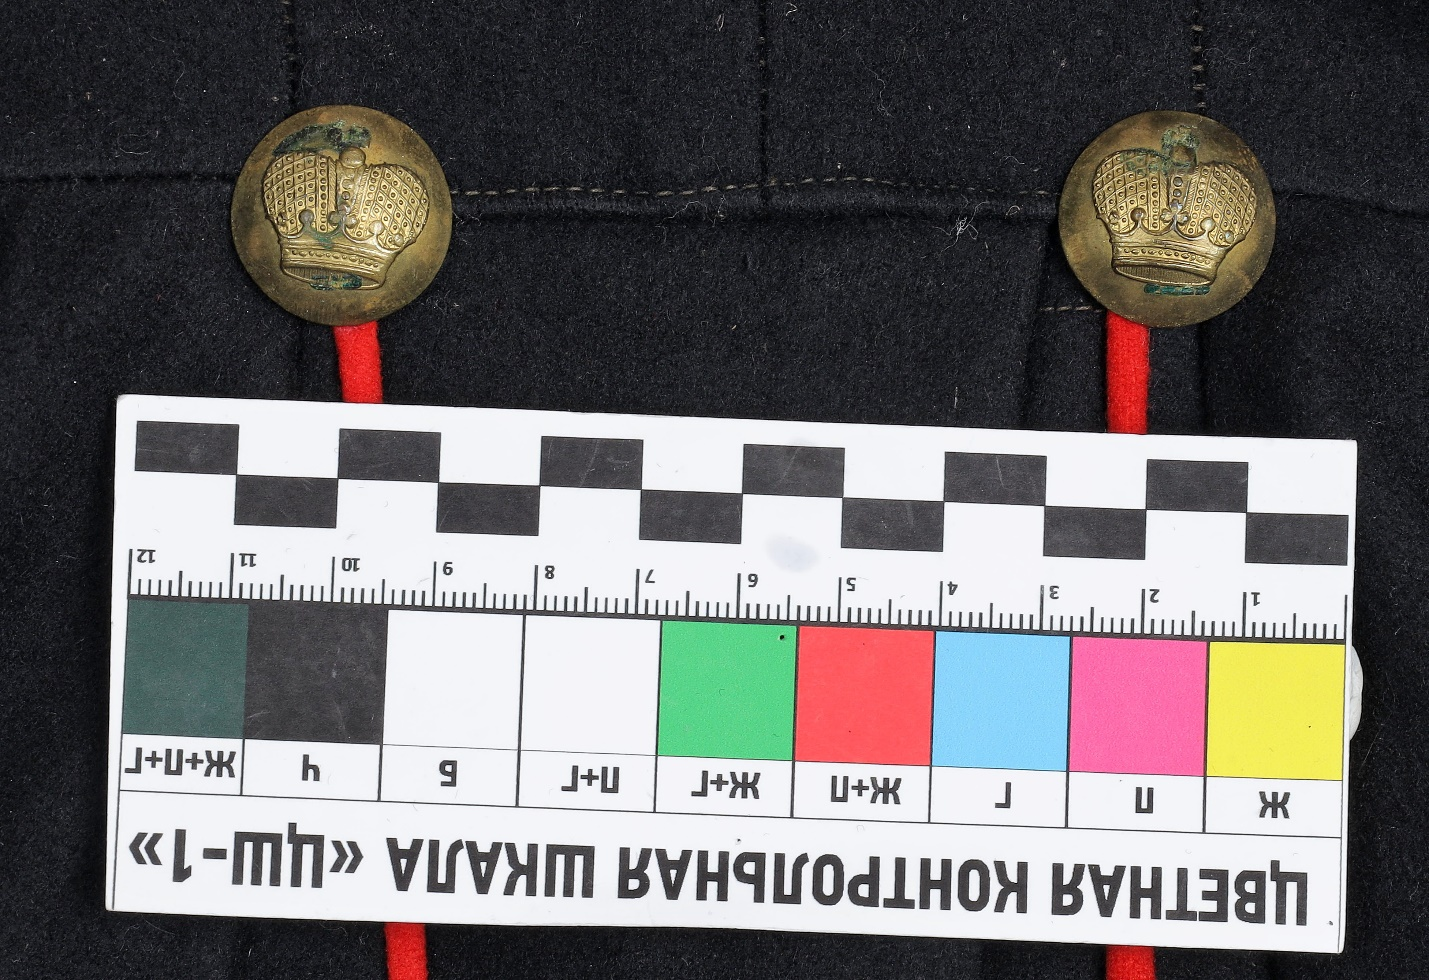 ЦВЕТНАЯ КОНТРОЛЬНАЯ ШКАЛА «ЦШ-1»
Ж П Г Ж+П Ж+Г П+Г Б Ч Ж+П+Г
1 2 3 4 5 6 7 8 9 10 11 12